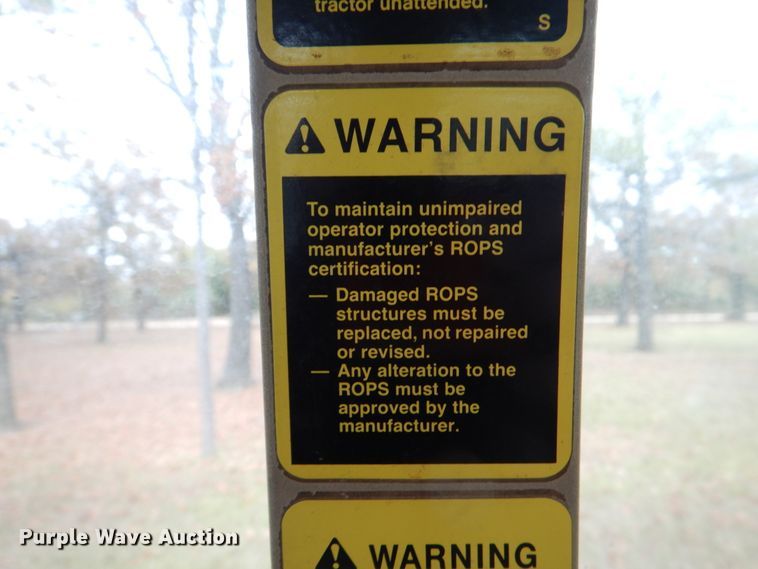 tractor unattended.
S
WARNING
To maintain unimpaired
operator protection and
manufacturer's ROPS
certification:
— Damaged ROPS
structures must be
replaced, not repaired
or revised.
— Any alteration to the
ROPS must be
approved by the
manufacturer.
WARNING
Purple Wave Auction